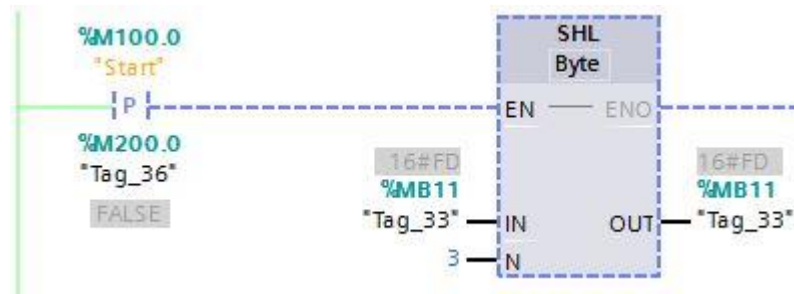 %M100.0
"Start"
P
%M200.0
"Tag_36"
FALSE
SHL
Byte
EN
ENO
16#FD
%MB11
"Tag_33"
IN
3
N
16#FD
%MB11
OUT
"Tag_33"